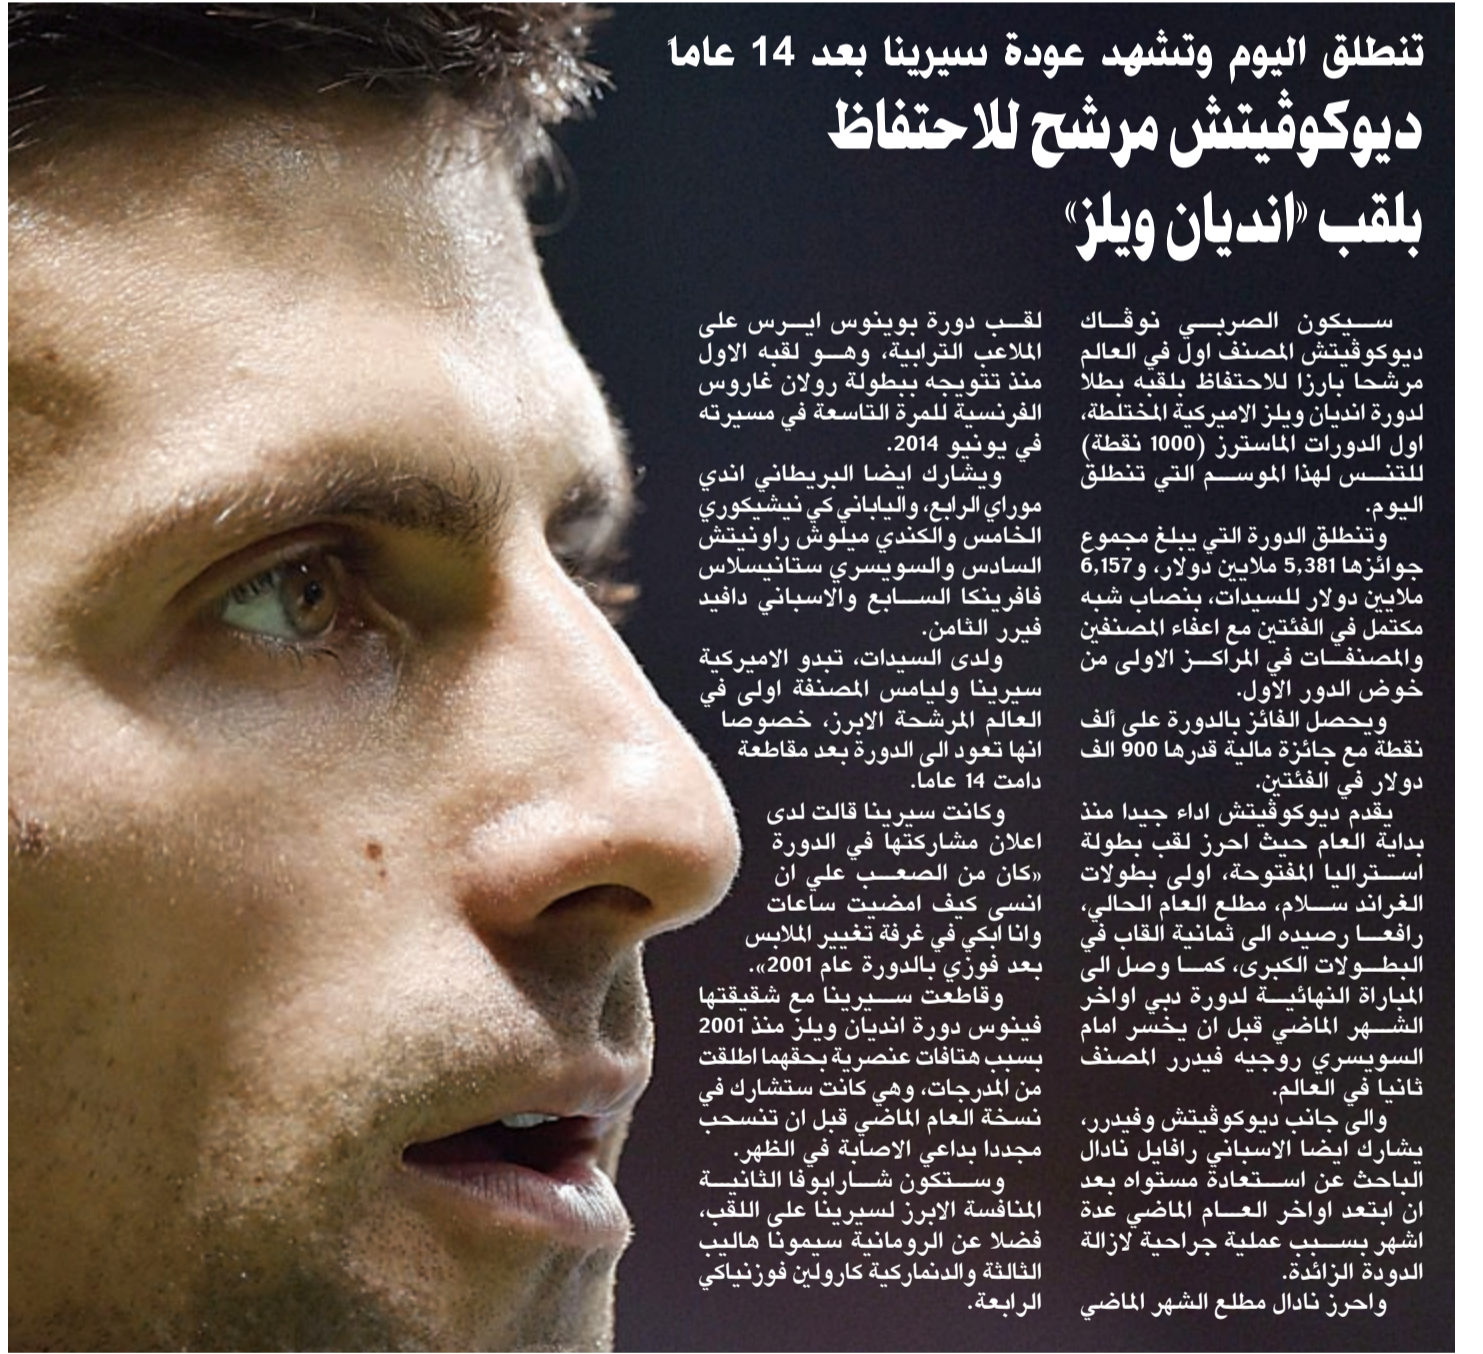 تنطلق اليوم وتشهد عودة سيرينا بعد 14 عاماً
ديوكوڤيتش مرشح للاحتفاظ
بلقب «انديان ويلز»
سيكون الصربي نوڤاك
ديوكوڤيتش المصنف اول في العالم
مرشحا بارزا للاحتفاظ بلقبه بطلا
لدورة انديان ويلز الاميركية المختلطة،
اول الدورات الماسترز (1000 نقطة)
للتنس لهذا الموسم التي تنطلق
اليوم.
وتنطلق الدورة التي يبلغ مجموع
جوائزها 5,381 ملايين دولار، و6,157
ملايين دولار للسيدات، بنصاب شبه
مكتمل في الفئتين مع اعفاء المصنفين
والمصنفات في المراكز الاولى من
خوض الدور الاول.
ويحصل الفائز بالدورة على ألف
نقطة مع جائزة مالية قدرها 900 الف
دولار في الفئتين.
يقدم ديوكوڤيتش اداء جيدا منذ
بداية العام حيث احرز لقب بطولة
استراليا المفتوحة، اولى بطولات
الغراند سلام، مطلع العام الحالي،
رافعا رصيده الى ثمانية القاب في
البطولات الكبرى، كما وصل الى
المباراة النهائية لدورة دبي اواخر
الشهر الماضي قبل ان يخسر امام
السويسري روجيه فيدرر المصنف
ثانيا في العالم.
والى جانب ديوكوڤيتش وفيدرر،
يشارك ايضا الاسباني رافايل نادال
الباحث عن استعادة مستواه بعد
ان ابتعد اواخر العام الماضي عدة
اشهر بسبب عملية جراحية لازالة
الدودة الزائدة.
واحرز نادال مطلع الشهر الماضي
لقب دورة بوينوس ايرس على
الملاعب الترابية، وهو لقبه الاول
منذ تتويجه ببطولة رولان غاروس
الفرنسية للمرة التاسعة في مسيرته
في يونيو 2014.
ويشارك ايضا البريطاني اندي
موراي الرابع، والياباني كي نيشيكوري
الخامس والكندي ميلوش راونيتش
السادس والسويسري ستانيسلاس
فافرينكا السابع والاسباني دافيد
فيرر الثامن.
ولدى السيدات، تبدو الاميركية
سيرينا وليامس المصنفة اولى في
العالم المرشحة الابرز، خصوصا
انها تعود الى الدورة بعد مقاطعة
دامت 14 عاما.
وكانت سيرينا قالت لدى
اعلان مشاركتها في الدورة
«كان من الصعب علي ان
انسى كيف امضيت ساعات
وانا ابكي في غرفة تغيير الملابس
بعد فوزي بالدورة عام 2001».
وقاطعت سيرينا مع شقيقتها
فينوس دورة انديان ويلز منذ 2001
بسبب هتافات عنصرية بحقهما اطلقت
من المدرجات، وهي كانت ستشارك في
نسخة العام الماضي قبل ان تنسحب
مجددا بداعي الاصابة في الظهر.
وستكون شارابوفا الثانية
المنافسة الابرز لسيرينا على اللقب،
فضلا عن الرومانية سيمونا هاليب
الثالثة والدنماركية كارولين فوزنياكي
الرابعة.